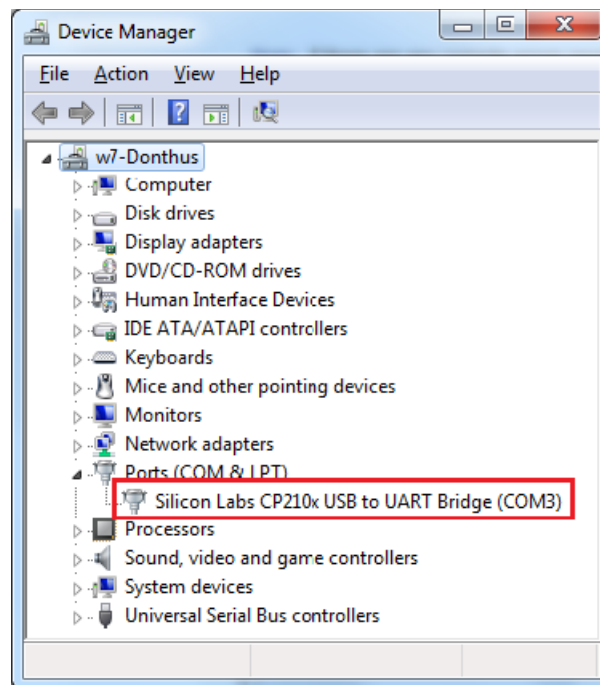 Device Manager
File Action View Help
w7-Donthus
Computer
Disk drives
Display adapters
DVD/CD-ROM drives
Human Interface Devices
IDE ATA/ATAPI controllers
Keyboards
Mice and other pointing devices
Monitors
Network adapters
Ports (COM & LPT)
Silicon Labs CP210x USB to UART Bridge (COM3)
Processors
Sound, video and game controllers
System devices
Universal Serial Bus controllers